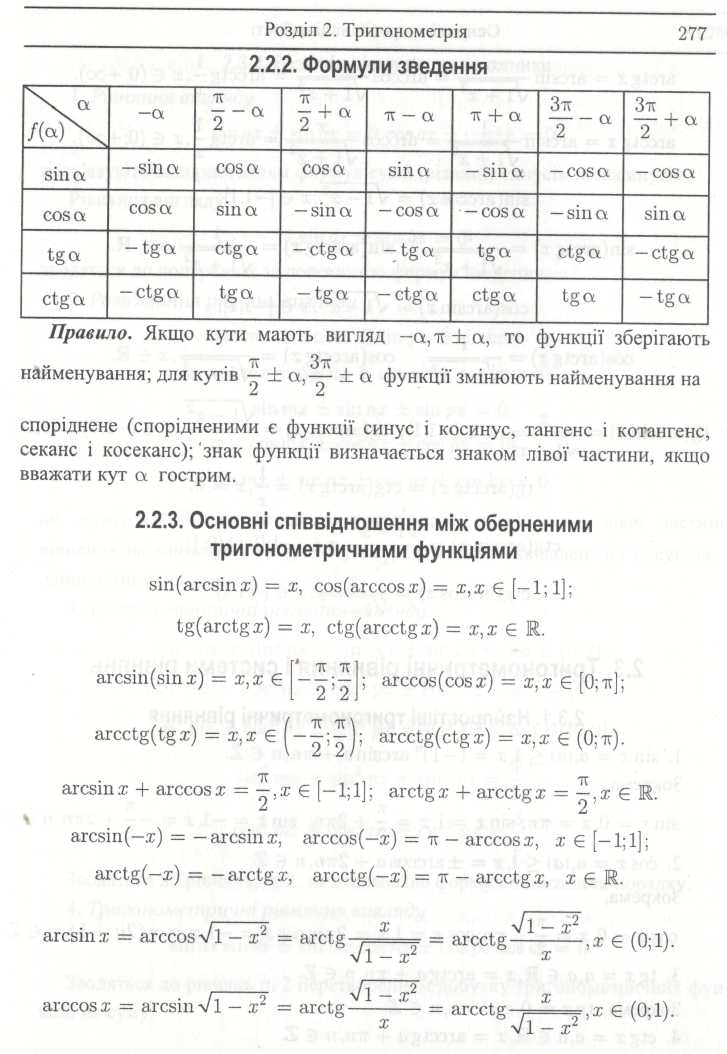 Розділ 2. Тригонометрія 277
2.2.2. Формули зведення
α f(α) | −α | π/2 − α | π/2 + α | π − α | π + α | 3π/2 − α | 3π/2 + α
sin α | − sin α | cos α | cos α | sin α | − sin α | − cos α | − cos α
cos α | cos α | sin α | − sin α | − cos α | − cos α | − sin α | sin α
tg α | − tg α | ctg α | − ctg α | − tg α | tg α | ctg α | − ctg α
ctg α | − ctg α | tg α | − tg α | − ctg α | ctg α | tg α | − tg α
Правило. Якщо кути мають вигляд −α, π ± α, то функції зберігають
найменування; для кутів π/2 ± α, 3π/2 ± α функції змінюють найменування на
споріднене (спорідненими є функції синус і косинус, тангенс і котангенс,
секанс і косеканс); знак функції визначається знаком лівої частини, якщо
вважати кут α гострим.
2.2.3. Основні співвідношення між оберненими
тригонометричними функціями
sin(arcsin x) = x, cos(arccos x) = x, x ∈ [−1; 1];
tg(arctg x) = x, ctg(arcctg x) = x, x ∈ ℝ.
arcsin(sin x) = x, x ∈ [−π/2; π/2]; arccos(cos x) = x, x ∈ [0; π];
arcctg(tg x) = x, x ∈ (−π/2; π/2); arcctg(ctg x) = x, x ∈ (0; π).
arcsin x + arccos x = π/2, x ∈ [−1;1]; arctg x + arcctg x = π/2, x ∈ ℝ.
arcsin(−x) = − arcsin x, arccos(−x) = π − arccos x, x ∈ [−1;1];
arctg(−x) = − arctg x, arcctg(−x) = π − arcctg x, x ∈ ℝ.
arcsin x = arccos √(1 − x²) = arctg x/√(1 − x²) = arcctg √(1 − x²)/x, x ∈ (0;1).
arccos x = arcsin √(1 − x²) = arctg √(1 − x²)/x = arcctg x/√(1 − x²), x ∈ (0;1).